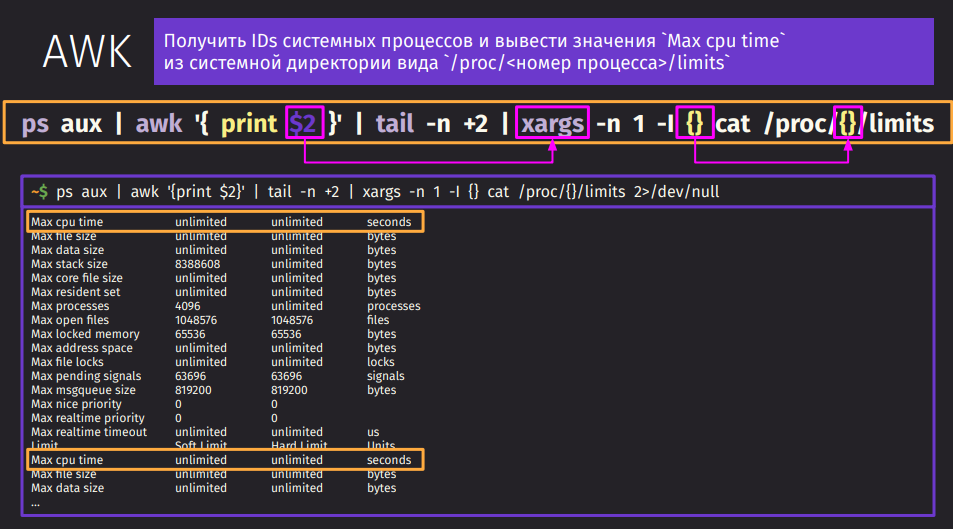 AWK
Получить IDs системных процессов и вывести значения `Max cpu time`
из системной директории вида `/proc/<номер процесса>/limits`
ps aux | awk '{ print $2 }' | tail -n +2 | xargs -n 1 -I {} cat /proc/{}/limits
~$ ps aux | awk '{print $2}' | tail -n +2 | xargs -n 1 -I {} cat /proc/{}/limits 2>/dev/null
Max cpu time unlimited unlimited seconds
Max file size unlimited unlimited bytes
Max data size unlimited unlimited bytes
Max stack size 8388608 unlimited bytes
Max core file size unlimited unlimited bytes
Max resident set unlimited unlimited bytes
Max processes 4096 unlimited processes
Max open files 1048576 1048576 files
Max locked memory 65536 65536 bytes
Max address space unlimited unlimited bytes
Max file locks unlimited unlimited locks
Max pending signals 63696 63696 signals
Max msgqueue size 819200 819200 bytes
Max nice priority 0 0
Max realtime priority 0 0
Max realtime timeout unlimited unlimited us
Limit Soft Limit Hard Limit Units
Max cpu time unlimited unlimited seconds
Max file size unlimited unlimited bytes
Max data size unlimited unlimited bytes
...